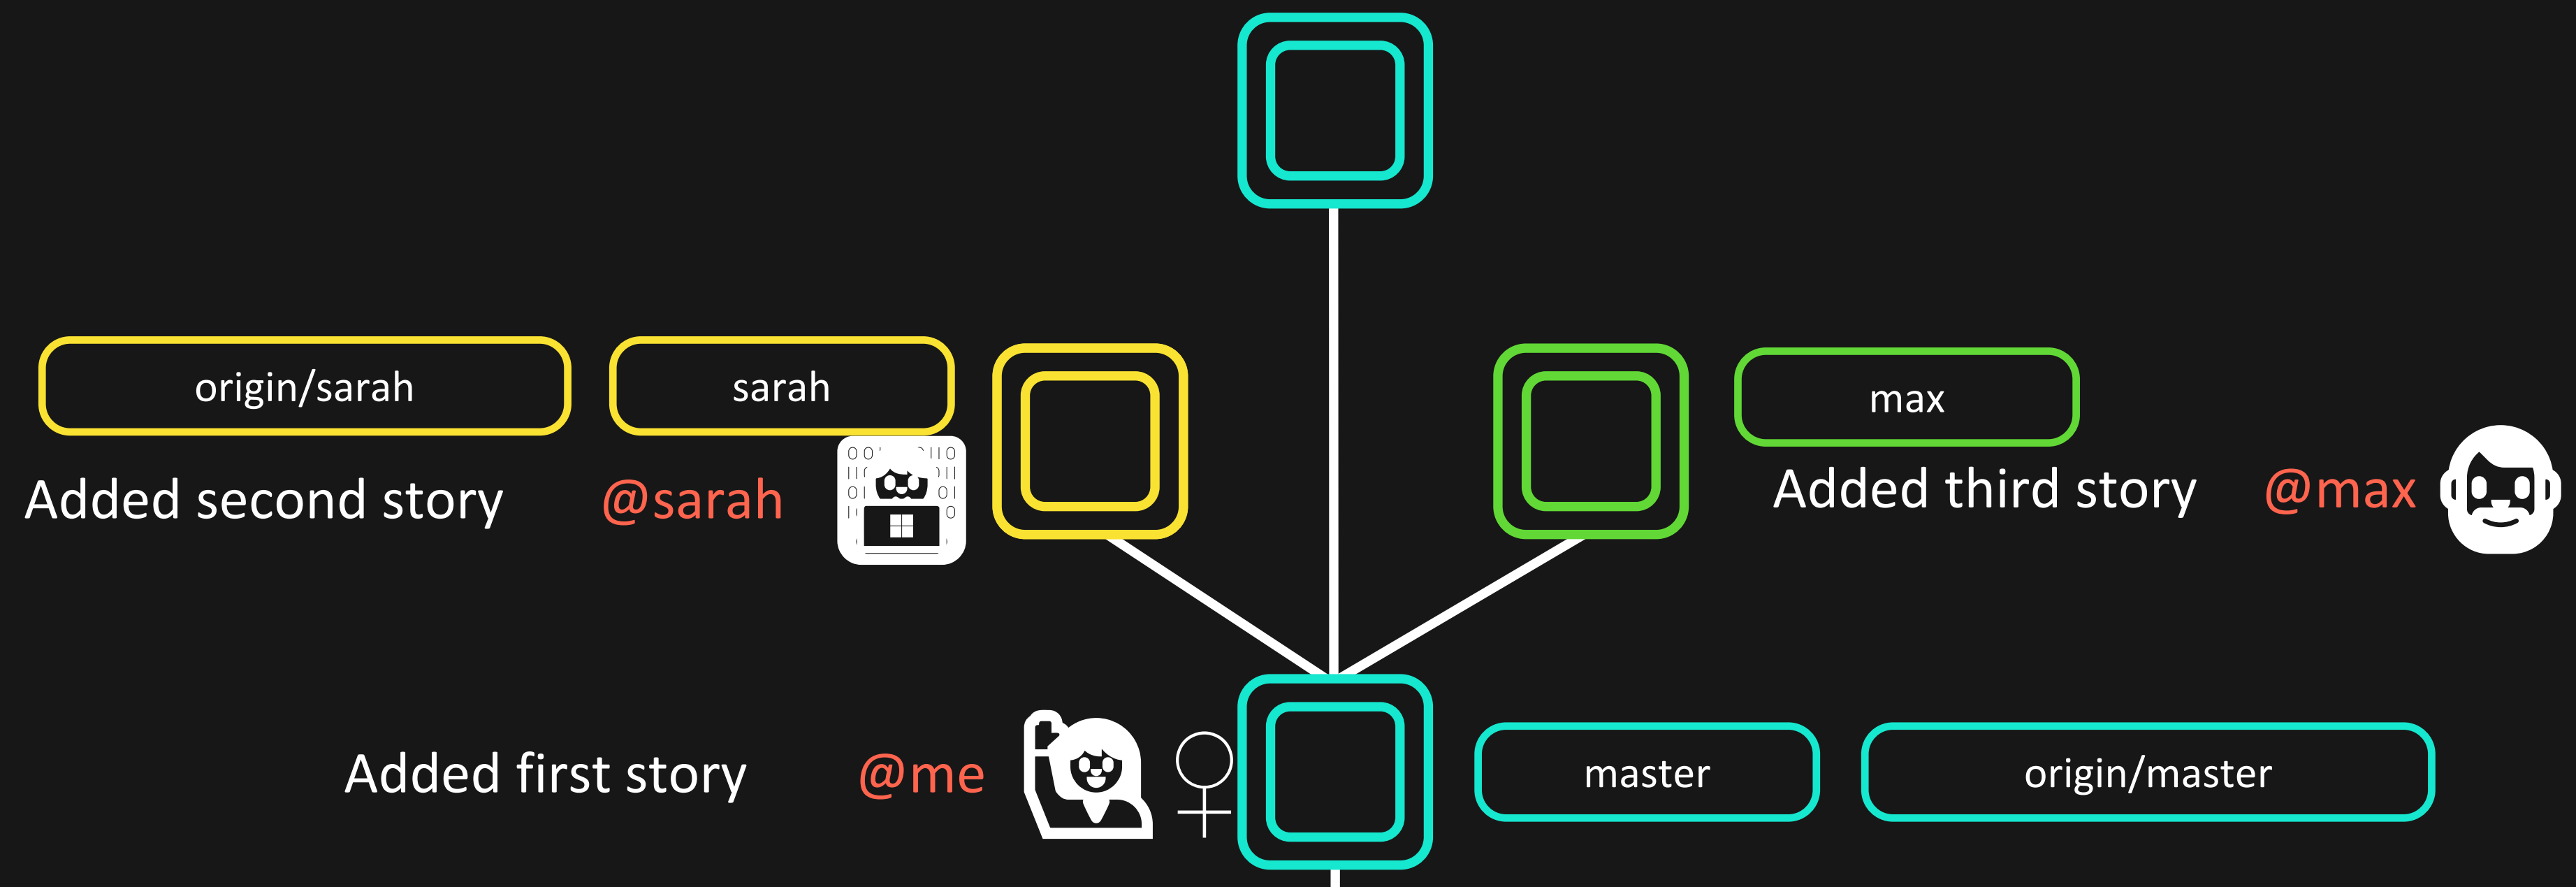 origin/sarah
sarah
max
Added second story @sarah
Added third story @max
Added first story @me
master
origin/master